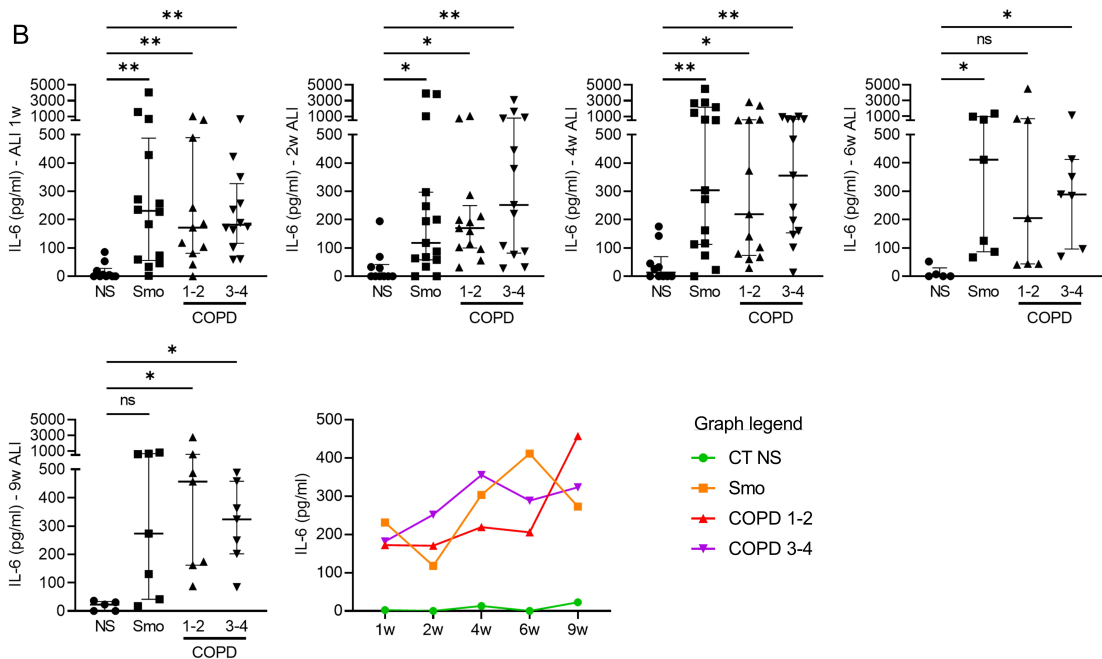 B
**
**
**
IL-6 (pg/ml) - ALI 1w
5000
3000
1000
500
400
300
200
100
0
NS Smo 1-2 3-4
COPD
**
*
*
IL-6 (pg/ml) - 2w ALI
5000
3000
1000
500
400
300
200
100
0
NS Smo 1-2 3-4
COPD
**
*
**
IL-6 (pg/ml) - 4w ALI
5000
3000
1000
500
400
300
200
100
0
NS Smo 1-2 3-4
COPD
*
ns
*
IL-6 (pg/ml) - 6w ALI
5000
3000
1000
500
400
300
200
100
0
NS Smo 1-2 3-4
COPD
*
*
ns
IL-6 (pg/ml) - 9w ALI
5000
3000
1000
500
400
300
200
100
0
NS Smo 1-2 3-4
COPD
IL-6 (pg/ml)
500
400
300
200
100
0
1w 2w 4w 6w 9w
Graph legend
CT NS
Smo
COPD 1-2
COPD 3-4